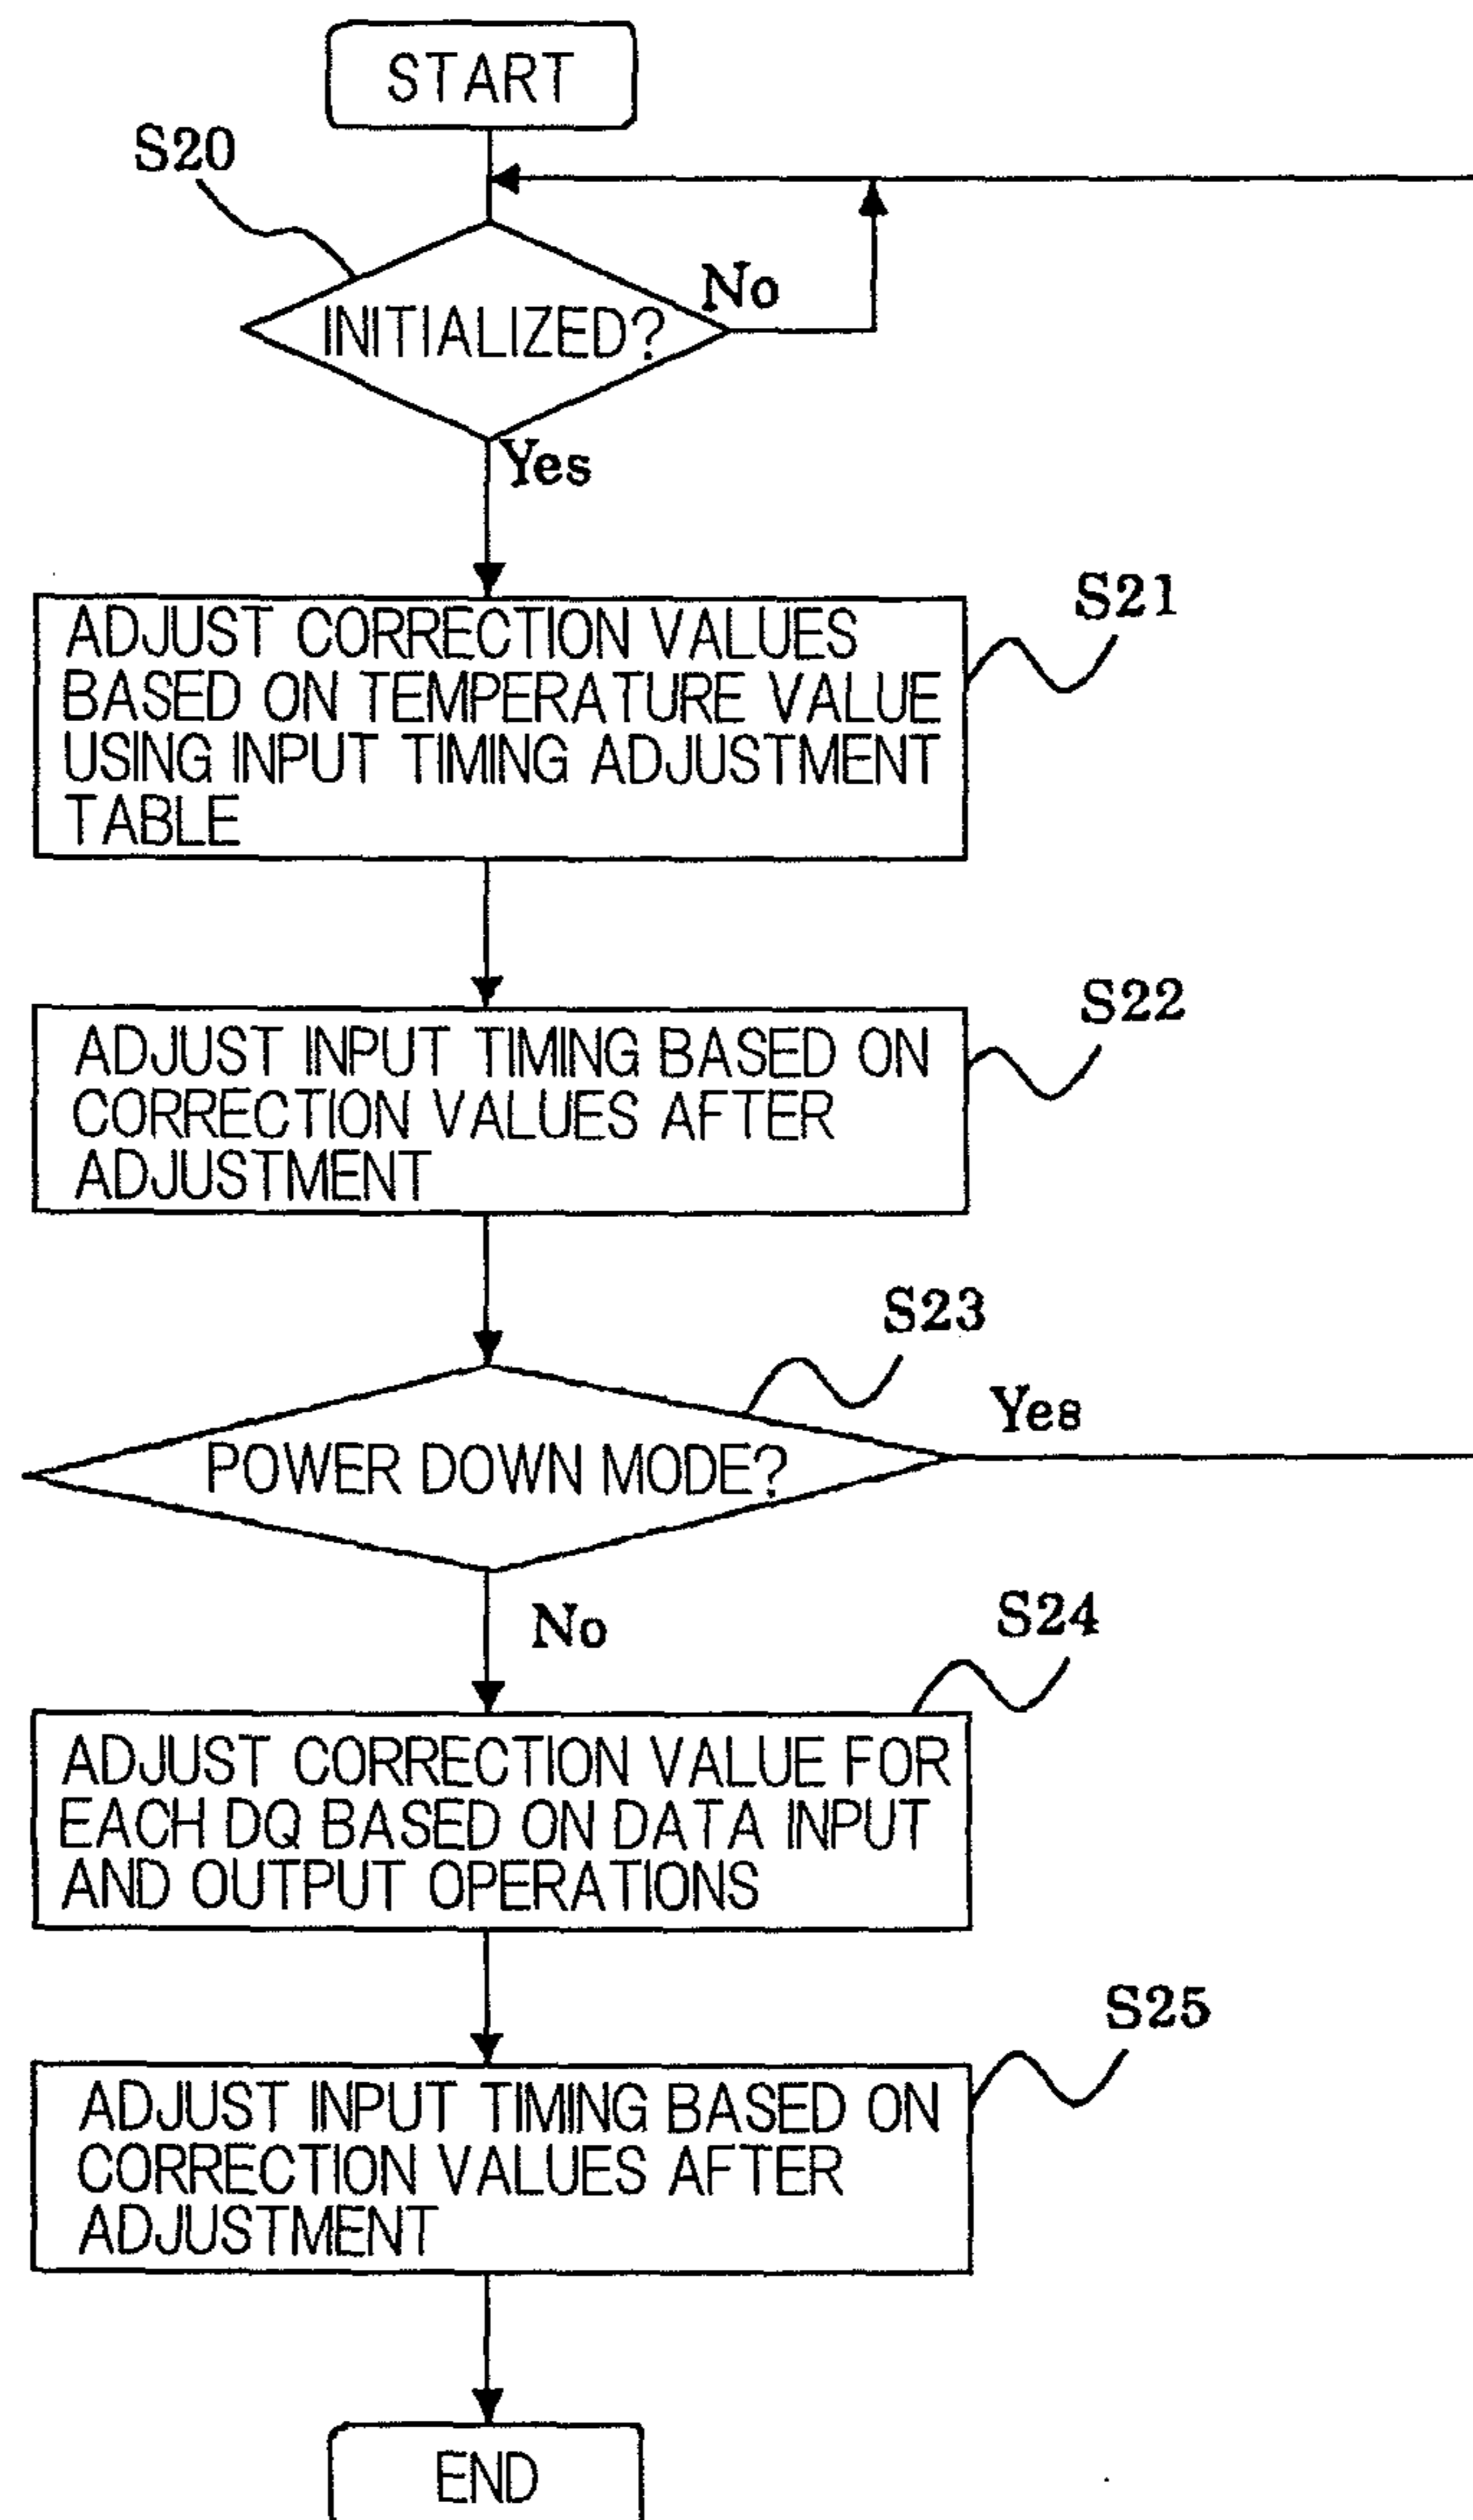 START
S20
No
INITIALIZED?
Yes
S21
ADJUST CORRECTION VALUES
BASED ON TEMPERATURE VALUE
USING INPUT TIMING ADJUSTMENT
TABLE
S22
ADJUST INPUT TIMING BASED ON
CORRECTION VALUES AFTER
ADJUSTMENT
S23
Yes
POWER DOWN MODE?
No
S24
ADJUST CORRECTION VALUE FOR
EACH DQ BASED ON DATA INPUT
AND OUTPUT OPERATIONS
S25
ADJUST INPUT TIMING BASED ON
CORRECTION VALUES AFTER
ADJUSTMENT
END